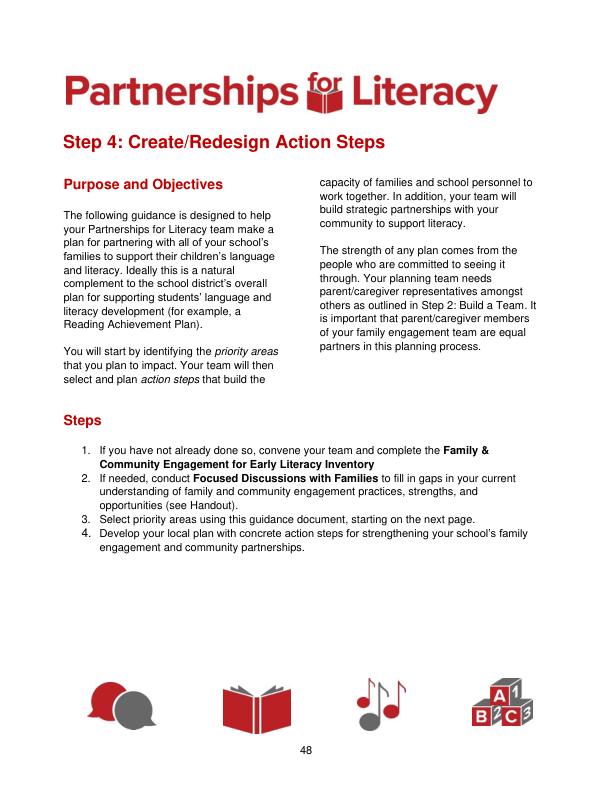 Partnerships for Literacy
Step 4: Create/Redesign Action Steps
Purpose and Objectives
The following guidance is designed to help
your Partnerships for Literacy team make a
plan for partnering with all of your school's
families to support their children's language
and literacy. Ideally this is a natural
complement to the school district's overall
plan for supporting students' language and
literacy development (for example, a
Reading Achievement Plan).
You will start by identifying the priority areas
that you plan to impact. Your team will then
select and plan action steps that build the
capacity of families and school personnel to
work together. In addition, your team will
build strategic partnerships with your
community to support literacy.
The strength of any plan comes from the
people who are committed to seeing it
through. Your planning team needs
parent/caregiver representatives amongst
others as outlined in Step 2: Build a Team. It
is important that parent/caregiver members
of your family engagement team are equal
partners in this planning process.
Steps
1. If you have not already done so, convene your team and complete the Family &
Community Engagement for Early Literacy Inventory
2. If needed, conduct Focused Discussions with Families to fill in gaps in your current
understanding of family and community engagement practices, strengths, and
opportunities (see Handout).
3. Select priority areas using this guidance document, starting on the next page.
4. Develop your local plan with concrete action steps for strengthening your school's family
engagement and community partnerships.
A 1
B 2 C 3
48